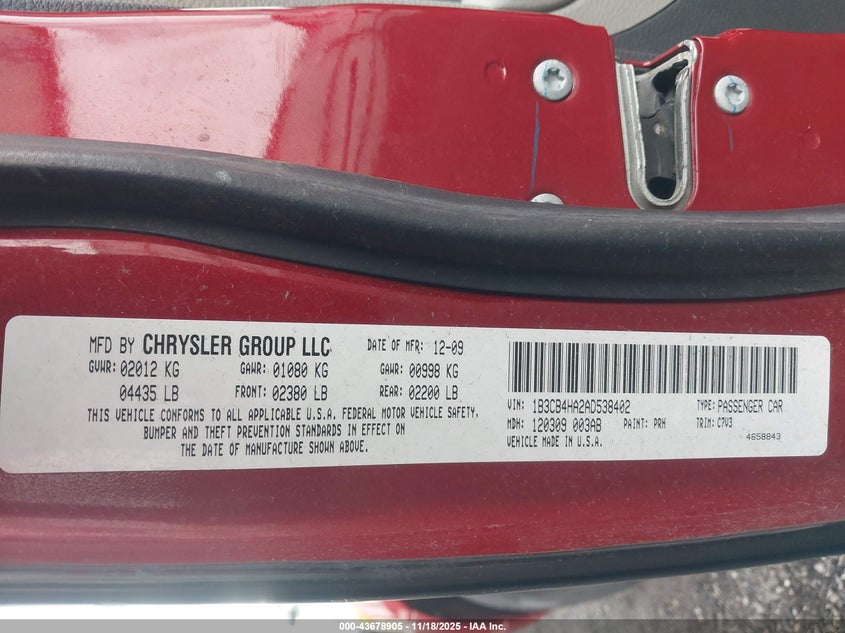 MFD BY CHRYSLER GROUP LLC DATE OF MFR: 12-09
GVWR: 02012 KG GAWR: 01080 KG GAWR: 00998 KG
04435 LB FRONT: 02380 LB REAR: 02200 LB
THIS VEHICLE CONFORMS TO ALL APPLICABLE U.S.A. FEDERAL MOTOR VEHICLE SAFETY,
BUMPER AND THEFT PREVENTION STANDARDS IN EFFECT ON
THE DATE OF MANUFACTURE SHOWN ABOVE.
VIN: 1B3CB4HA2AD538402 TYPE: PASSENGER CAR
MDH: 120309 003AB PAINT: PRH TRIM: C7V3
VEHICLE MADE IN U.S.A. 4658843
000-43678905 | 11/18/2025 | IAA Inc.